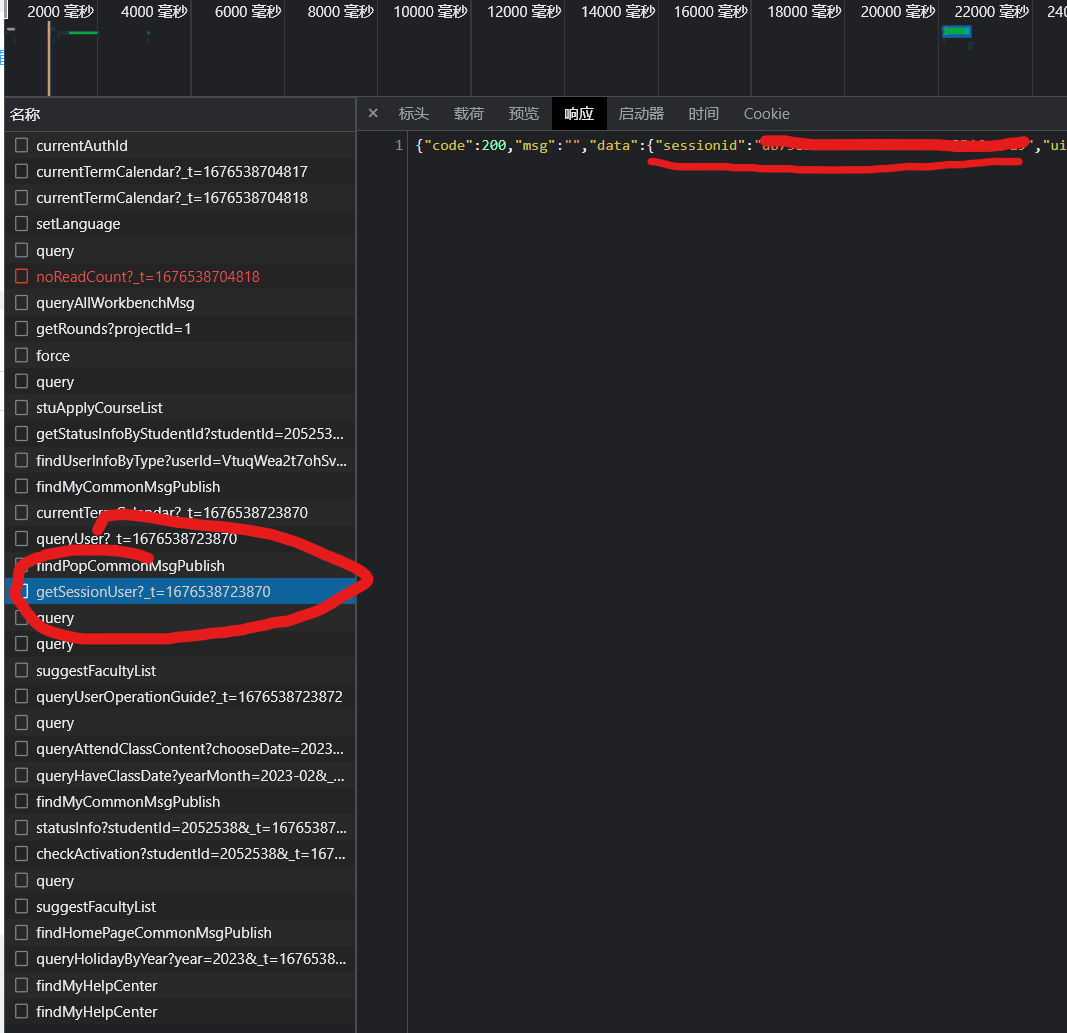 2000 毫秒 4000 毫秒 6000 毫秒 8000 毫秒 10000 毫秒 12000 毫秒 14000 毫秒 16000 毫秒 18000 毫秒 20000 毫秒 22000 毫秒 240
名称
× 标头 载荷 预览 响应 启动器 时间 Cookie
1 {"code":200,"msg":"","data":{"sessionid":" ","ui
currentAuthId
currentTermCalendar?_t=1676538704817
currentTermCalendar?_t=1676538704818
setLanguage
query
noReadCount?_t=1676538704818
queryAllWorkbenchMsg
getRounds?projectId=1
force
query
stuApplyCourseList
getStatusInfoByStudentId?studentId=205253...
findUserInfoByType?userId=VtuqWea2t7ohSv...
findMyCommonMsgPublish
currentTermCalendar?_t=1676538723870
queryUser?_t=1676538723870
findPopCommonMsgPublish
getSessionUser?_t=1676538723870
query
query
suggestFacultyList
queryUserOperationGuide?_t=1676538723872
query
queryAttendClassContent?chooseDate=2023...
queryHaveClassDate?yearMonth=2023-02&_...
findMyCommonMsgPublish
statusInfo?studentId=2052538&_t=16765387...
checkActivation?studentId=2052538&_t=167...
query
suggestFacultyList
findHomePageCommonMsgPublish
queryHolidayByYear?year=2023&_t=1676538...
findMyHelpCenter
findMyHelpCenter